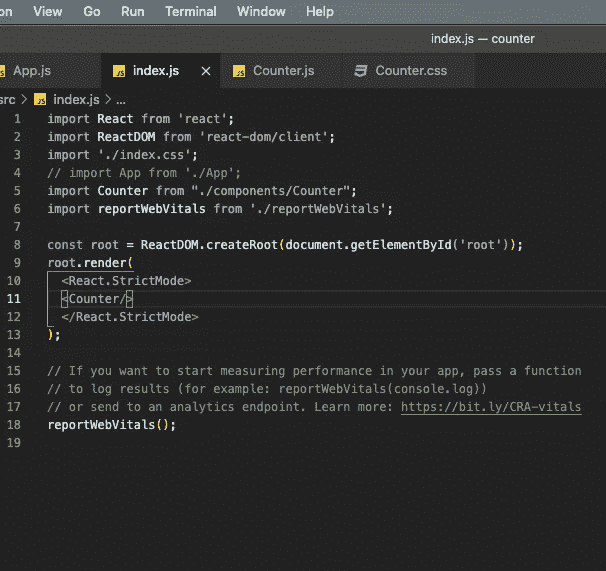 on View Go Run Terminal Window Help
index.js — counter
JS App.js JS index.js × JS Counter.js Counter.css
src > JS index.js > ...
1 import React from 'react';
2 import ReactDOM from 'react-dom/client';
3 import './index.css';
4 // import App from './App';
5 import Counter from "./components/Counter";
6 import reportWebVitals from './reportWebVitals';
7
8 const root = ReactDOM.createRoot(document.getElementById('root'));
9 root.render(
10 <React.StrictMode>
11 <Counter/>
12 </React.StrictMode>
13 );
14
15 // If you want to start measuring performance in your app, pass a function
16 // to log results (for example: reportWebVitals(console.log))
17 // or send to an analytics endpoint. Learn more: https://bit.ly/CRA-vitals
18 reportWebVitals();
19